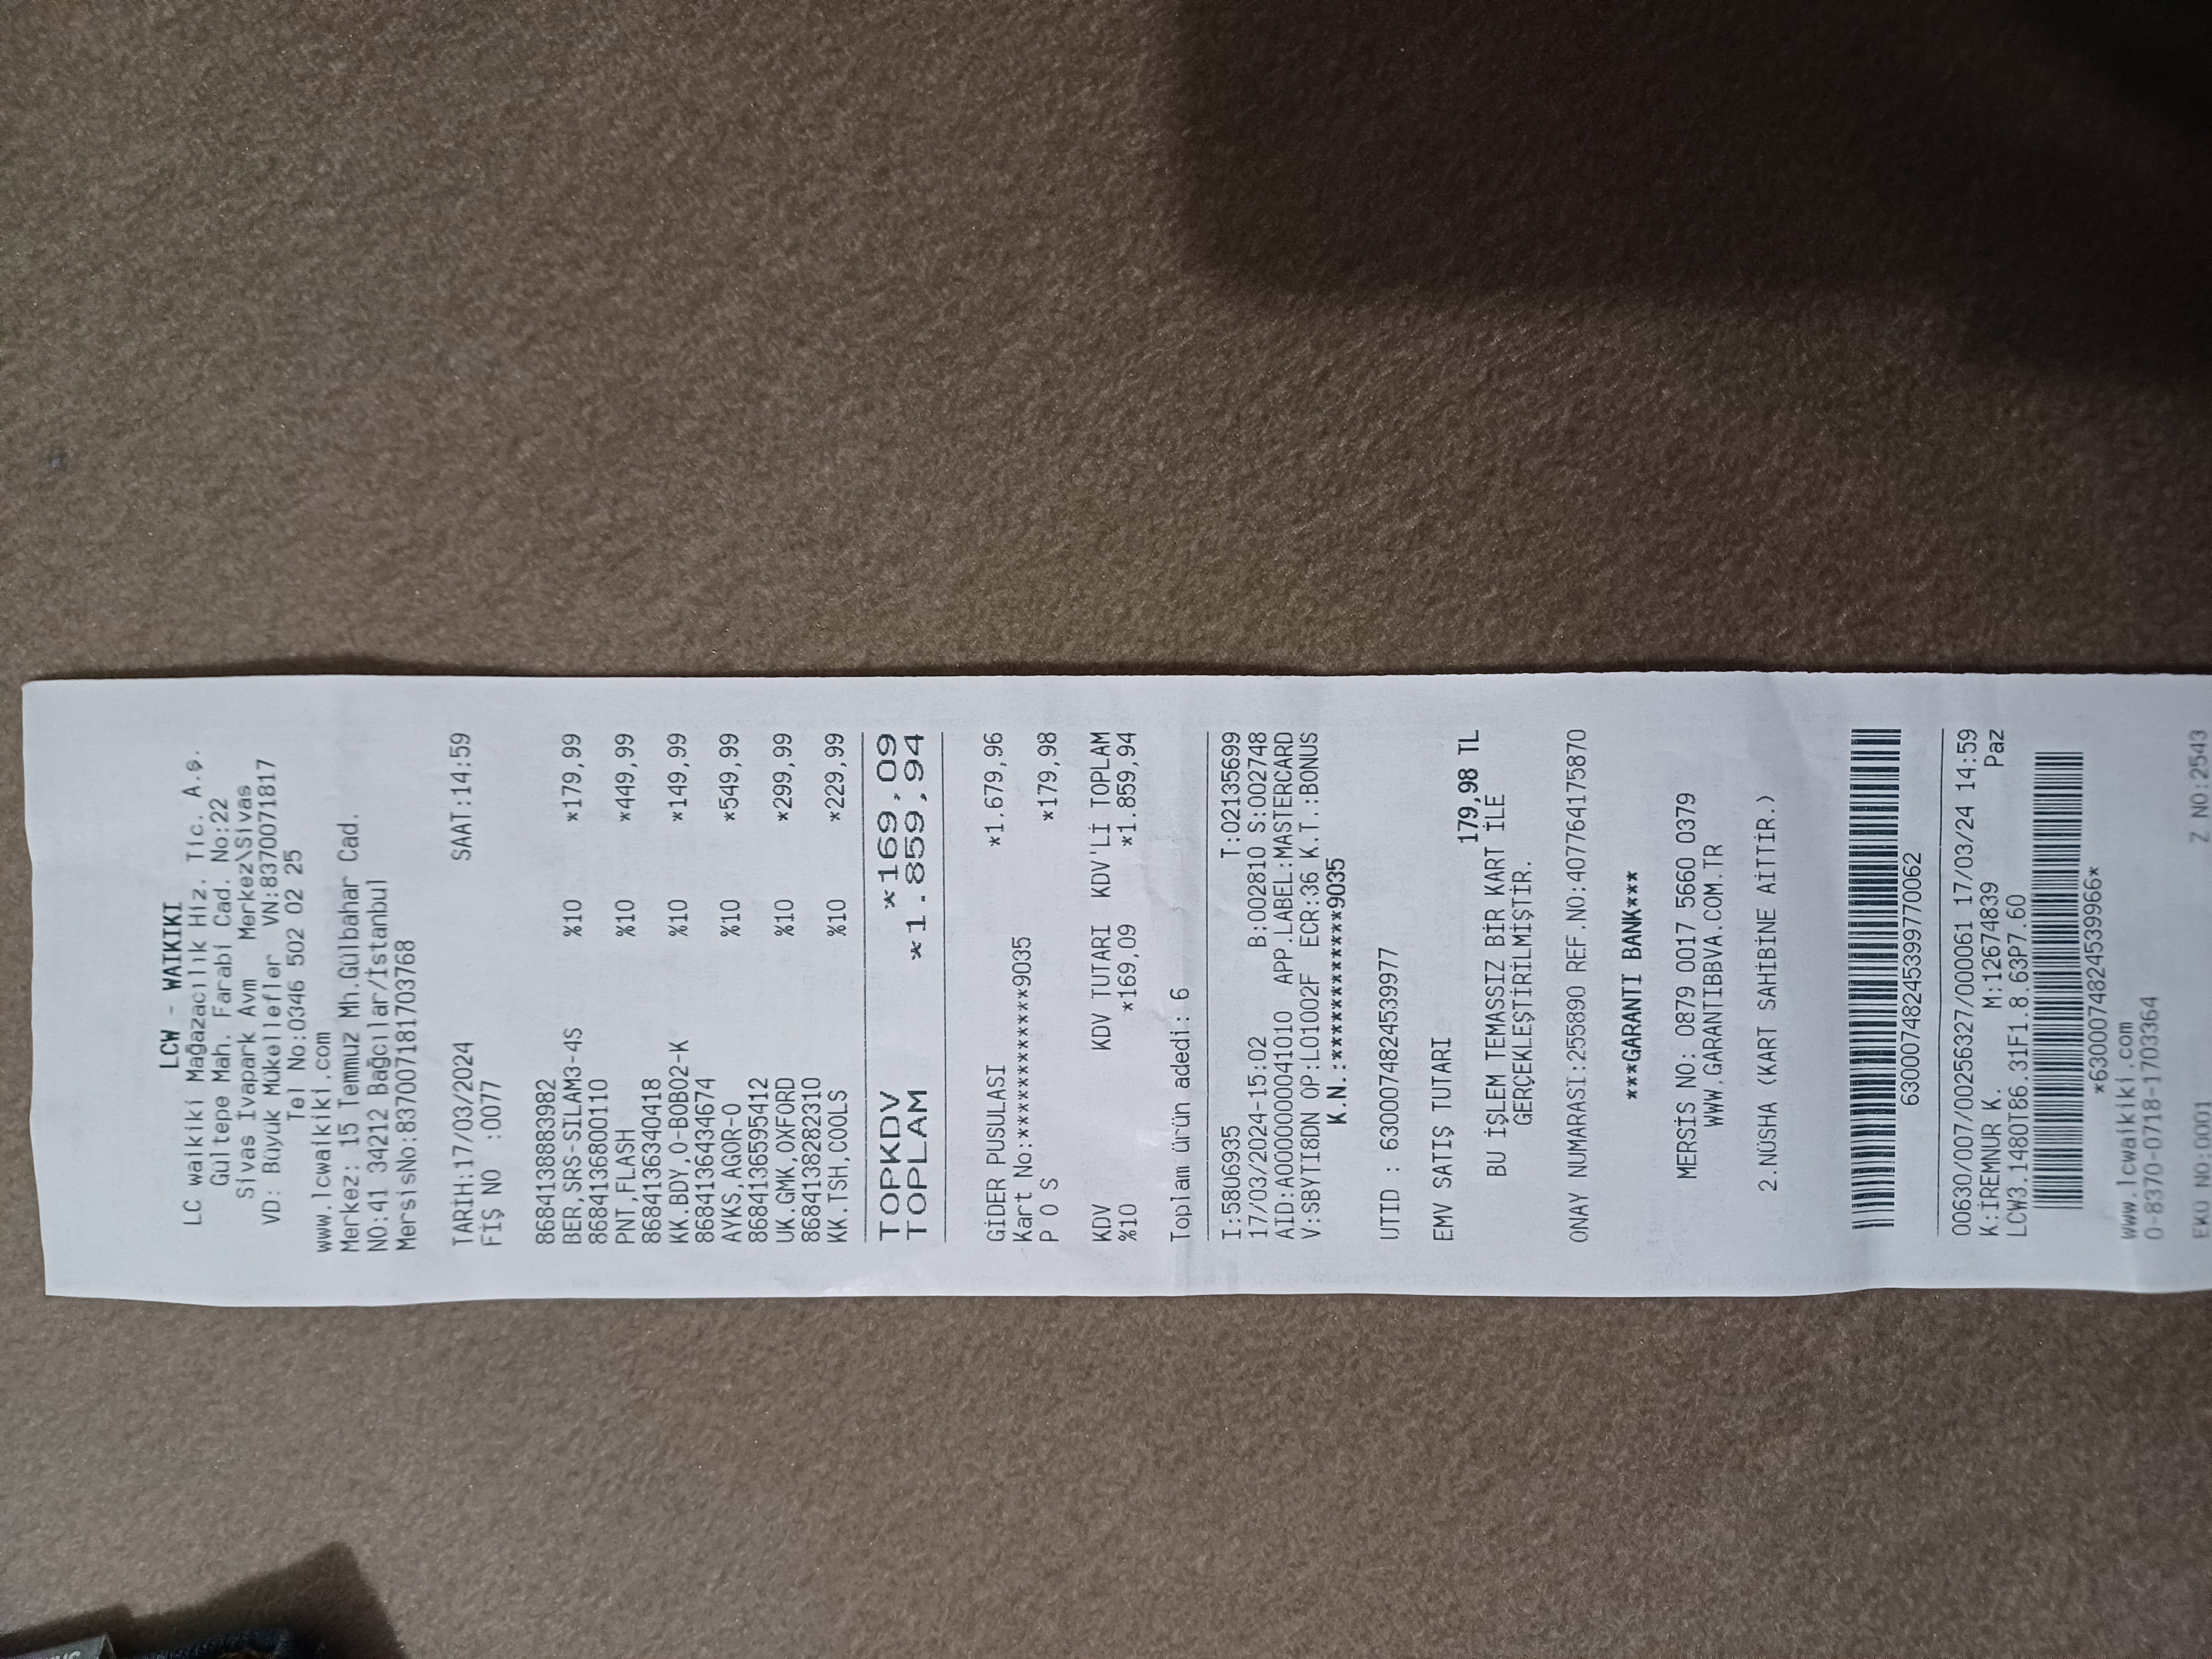 LCW - WAIKIKI
LC waikiki Mağazacılık Hiz. Tic. A.Ş.
Gültepe Mah. Farabi Cad. No:22
Sivas İvapark Avm Merkez\Sivas
VD: Büyük Mükellefler VN:8370071817
Tel No:0346 502 02 25
www.lcwaikiki.com
Merkez: 15 Temmuz Mh.Gülbahar Cad.
NO:41 34212 Bağcılar/İstanbul
MersisNo:8370071817O3768
TARİH:17/03/2024 SAAT:14:59
FİŞ NO :0077
8684138883982
BER,SRS-SILAM3-4S %10 *179,99
8684136800110
PNT,FLASH %10 *449,99
8684136340418
KK.BDY,O-BOBO2-K %10 *149,99
8684136434674
AYKS,AGOR-O %10 *549,99
8684136595412
UK.GMK,OXFORD %10 *299,99
8684138282310
KK.TSH,COOLS %10 *229,99
TOPKDV *169,09
TOPLAM *1.859,94
GİDER PUSULASI *1.679,96
Kart No:************9035
P O S *179,98
KDV KDV TUTARI KDV'Lİ TOPLAM
%10 *169,09 *1.859,94
Toplam ürün adedi: 6
I:5806935 T:02135699
17/03/2024-15:02 B:002810 S:002748
AID:A0000000041010 APP.LABEL:MASTERCARD
V:SBYTI8DN OP:L01002F ECR:36 K.T.:BONUS
K.N.:************9035
UTID : 6300074824539977
EMV SATIŞ TUTARI 179,98 TL
BU İŞLEM TEMASSIZ BİR KART İLE
GERÇEKLEŞTİRİLMİŞTİR.
ONAY NUMARASI:255890 REF.NO:407764175870
***GARANTI BANK***
MERSİS NO: 0879 0017 5660 0379
WWW.GARANTIBBVA.COM.TR
2.NÜSHA (KART SAHİBİNE AİTTİR.)
63000748245399770062
00630/007/002563​27/000061 17/03/24 14:59
K:İREMNUR K. M:12674839 Paz
LCW3.1480T86.31F1.8.63P7.60
*6300074824539966*
www.lcwaikiki.com
0-8370-0718-1703364
EKÜ NO:0001 Z NO:2543